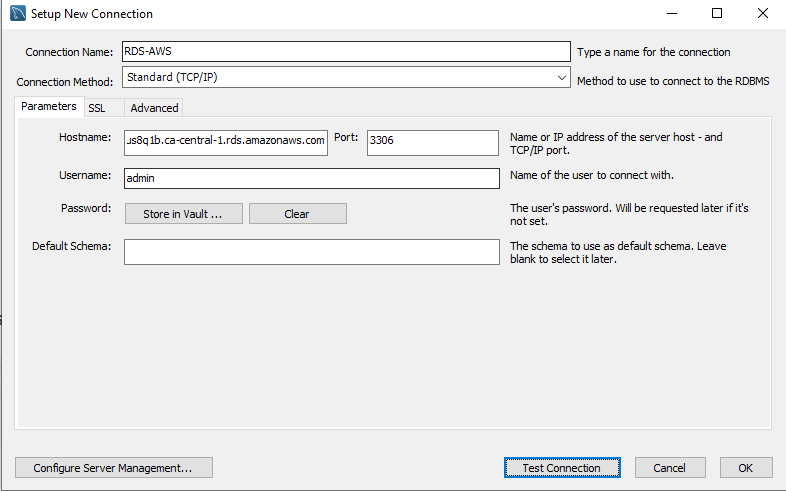 Setup New Connection
Connection Name: RDS-AWS Type a name for the connection
Connection Method: Standard (TCP/IP) Method to use to connect to the RDBMS
Parameters SSL Advanced
Hostname: us8q1b.ca-central-1.rds.amazonaws.com Port: 3306 Name or IP address of the server host - and
TCP/IP port.
Username: admin Name of the user to connect with.
Password: Store in Vault ... Clear The user's password. Will be requested later if it's
not set.
Default Schema: The schema to use as default schema. Leave
blank to select it later.
Configure Server Management... Test Connection Cancel OK